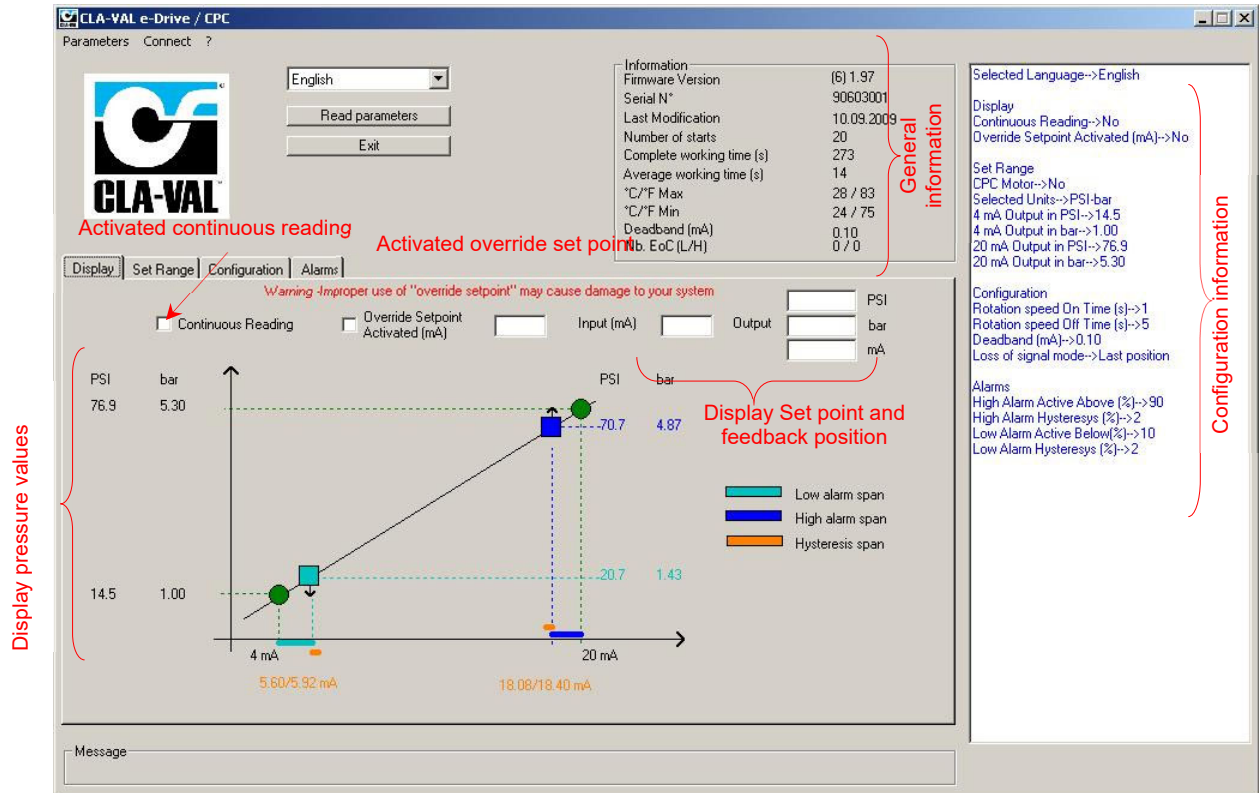 CLA-VAL e-Drive / CPC
Parameters Connect ?
English
Read parameters
Exit
CLA-VAL
CLA-VAL
Information
Firmware Version (6) 1.97
Serial N° 90603001
Last Modification 10.09.2009
Number of starts 20
Complete working time (s) 273
Average working time (s) 14
°C/°F Max 28 / 83
°C/°F Min 24 / 75
Deadband (mA) 0.10
Nb. EoC (L/H) 0 / 0
General
information
Activated continuous reading
Activated override set point
Display Set Range Configuration Alarms
Warning -Improper use of "override setpoint" may cause damage to your system
Continuous Reading
Override Setpoint
Activated (mA)
Input (mA)
Output
PSI
bar
mA
Display Set point and
feedback position
Display pressure values
PSI bar
76.9 5.30
14.5 1.00
PSI bar
70.7 4.87
20.7 1.43
Low alarm span
High alarm span
Hysteresis span
4 mA 20 mA
5.60/5.92 mA 18.08/18.40 mA
Message
Selected Language-->English
Display
Continuous Reading-->No
Override Setpoint Activated (mA)-->No
Set Range
CPC Motor-->No
Selected Units-->PSI-bar
4 mA Output in PSI-->14.5
4 mA Output in bar-->1.00
20 mA Output in PSI-->76.9
20 mA Output in bar-->5.30
Configuration
Rotation speed On Time (s)-->1
Rotation speed Off Time (s)-->5
Deadband (mA)-->0.10
Loss of signal mode-->Last position
Alarms
High Alarm Active Above (%)-->90
High Alarm Hysteresys (%)-->2
Low Alarm Active Below(%)-->10
Low Alarm Hysteresys (%)-->2
Configuration information